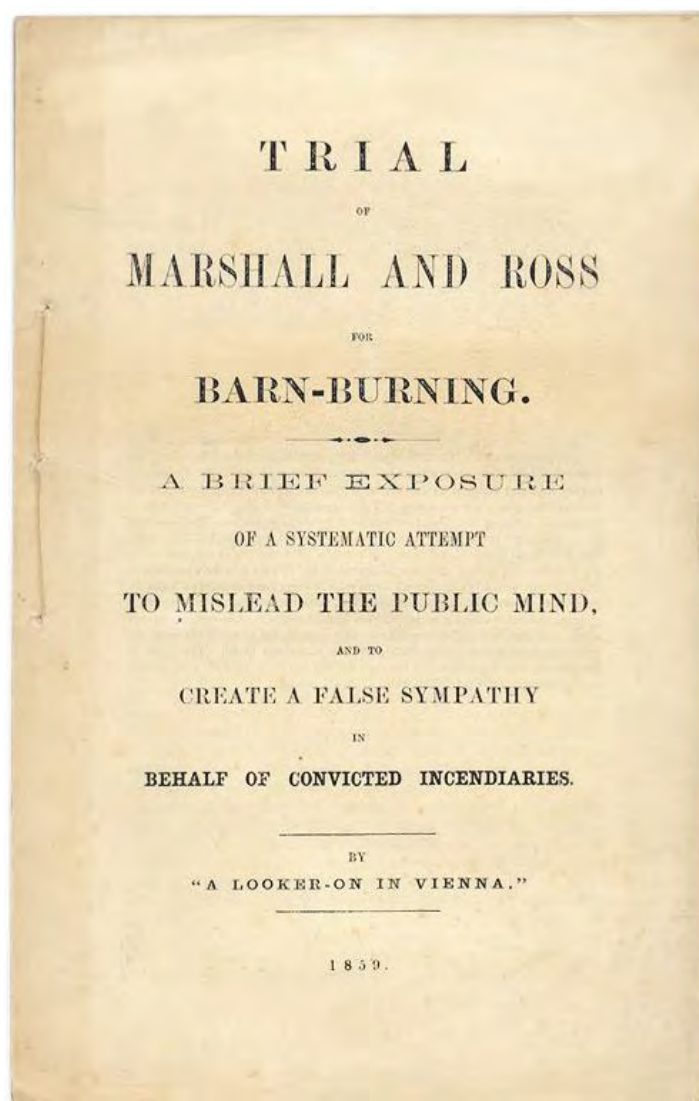 TRIAL
OF
MARSHALL AND ROSS
FOR
BARN-BURNING.
A BRIEF EXPOSURE
OF A SYSTEMATIC ATTEMPT
TO MISLEAD THE PUBLIC MIND,
AND TO
CREATE A FALSE SYMPATHY
IN
BEHALF OF CONVICTED INCENDIARIES.
BY
"A LOOKER-ON IN VIENNA."
1859.